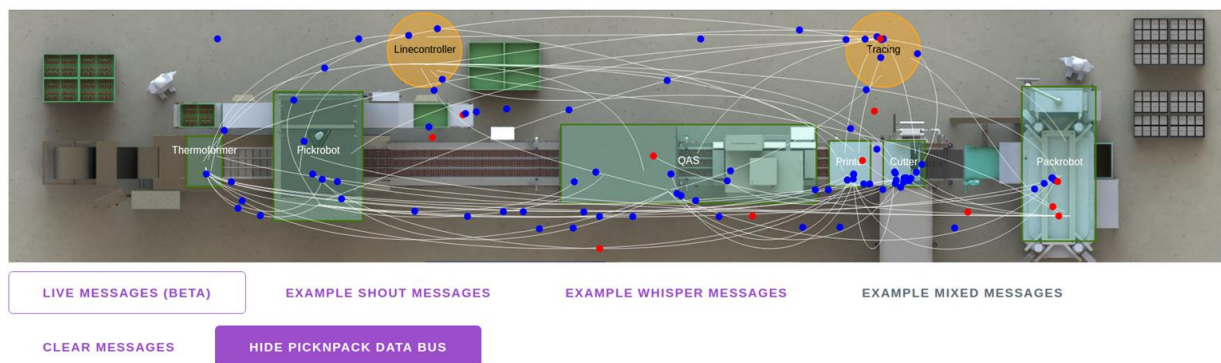 Linecontroller
Tracing
Thermoformer
Pickrobot
QAS
Printer
Cutter
Packrobot
LIVE MESSAGES (BETA)
EXAMPLE SHOUT MESSAGES
EXAMPLE WHISPER MESSAGES
EXAMPLE MIXED MESSAGES
CLEAR MESSAGES
HIDE PICKNPACK DATA BUS